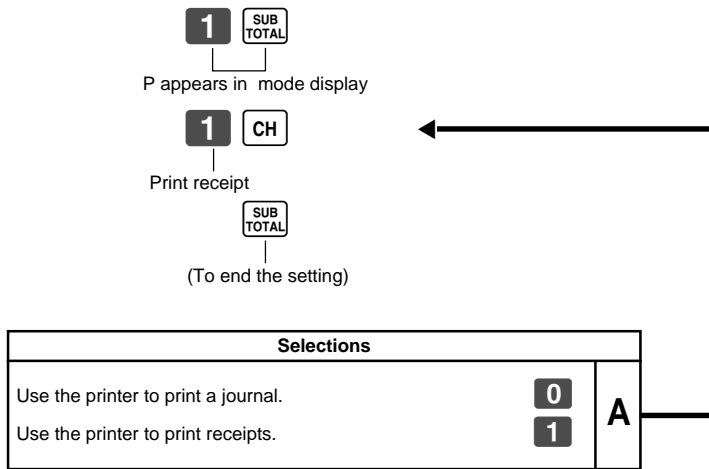 1 SUB TOTAL
P appears in mode display
1 CH
Print receipt
SUB TOTAL
(To end the setting)
Selections
Use the printer to print a journal. 0
Use the printer to print receipts. 1
A